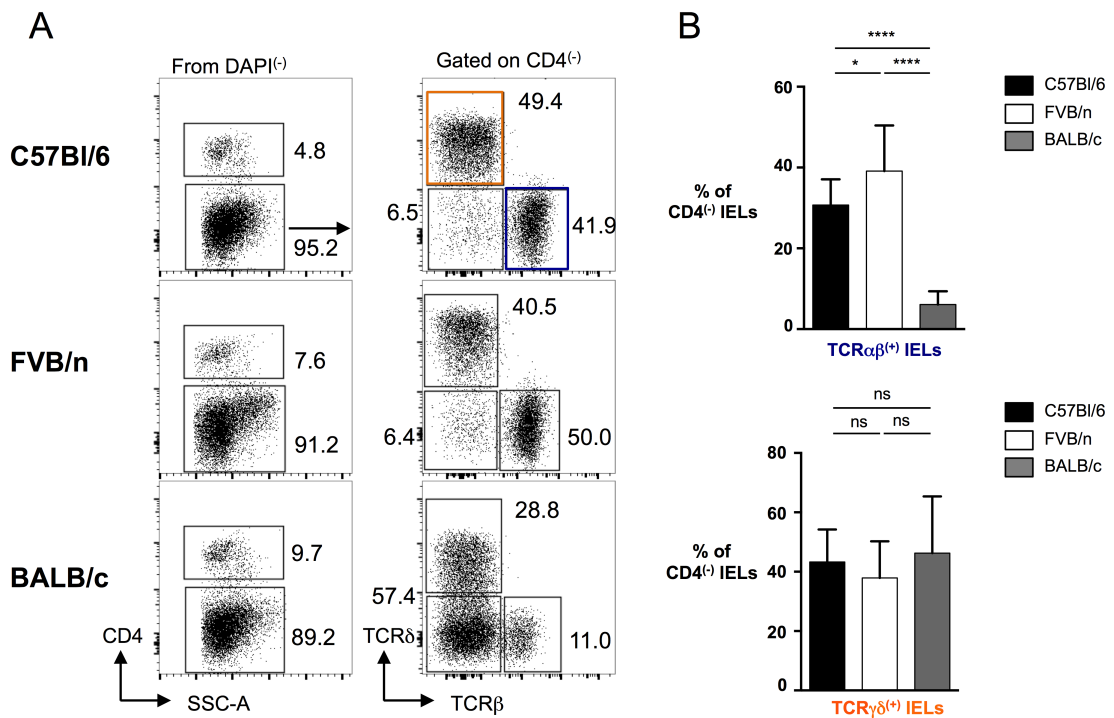 A
From DAPI(-)
Gated on CD4(-)
C57Bl/6
4.8
95.2
49.4
6.5
41.9
FVB/n
7.6
91.2
40.5
6.4
50.0
BALB/c
9.7
89.2
28.8
57.4
TCRδ
11.0
CD4
SSC-A
TCRβ
B
****
* ****
60
40
20
0
% of
CD4(-) IELs
C57Bl/6
FVB/n
BALB/c
TCRαβ(+) IELs
ns
ns ns
80
60
40
20
0
% of
CD4(-) IELs
C57Bl/6
FVB/n
BALB/c
TCRγδ(+) IELs